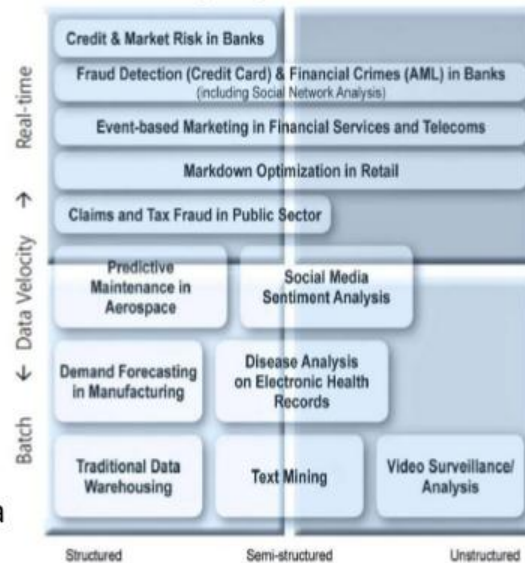 Credit & Market Risk in Banks
Fraud Detection (Credit Card) & Financial Crimes (AML) in Banks
(including Social Network Analysis)
Event-based Marketing in Financial Services and Telecoms
Markdown Optimization in Retail
Claims and Tax Fraud in Public Sector
Predictive
Maintenance in
Aerospace
Social Media
Sentiment Analysis
Demand Forecasting
in Manufacturing
Disease Analysis
on Electronic Health
Records
Traditional Data
Warehousing
Text Mining
Video Surveillance/
Analysis
Batch ← Data Velocity → Real-time
a
Structured
Semi-structured
Unstructured